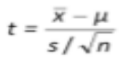 t = (x̄ − μ) / (s / √n)